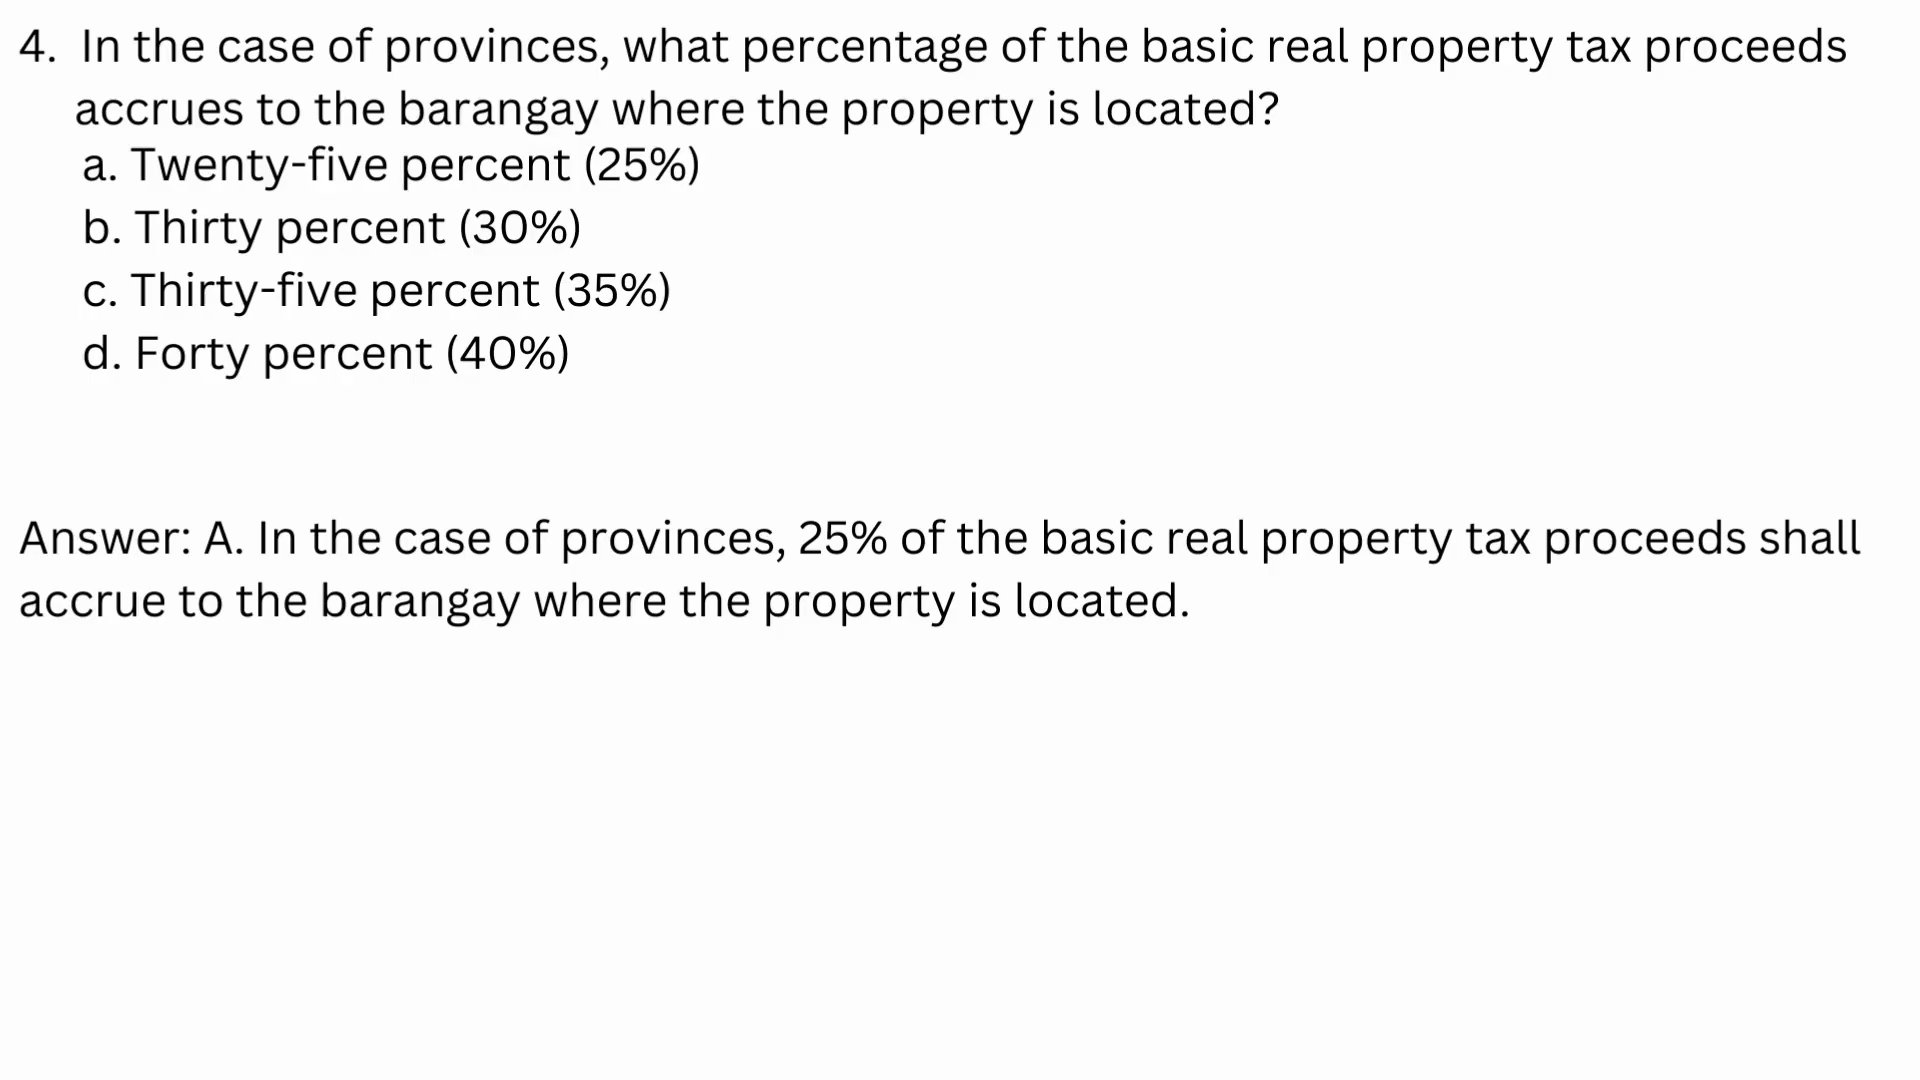 4. In the case of provinces, what percentage of the basic real property tax proceeds
accrues to the barangay where the property is located?
a. Twenty-five percent (25%)
b. Thirty percent (30%)
c. Thirty-five percent (35%)
d. Forty percent (40%)
Answer: A. In the case of provinces, 25% of the basic real property tax proceeds shall
accrue to the barangay where the property is located.